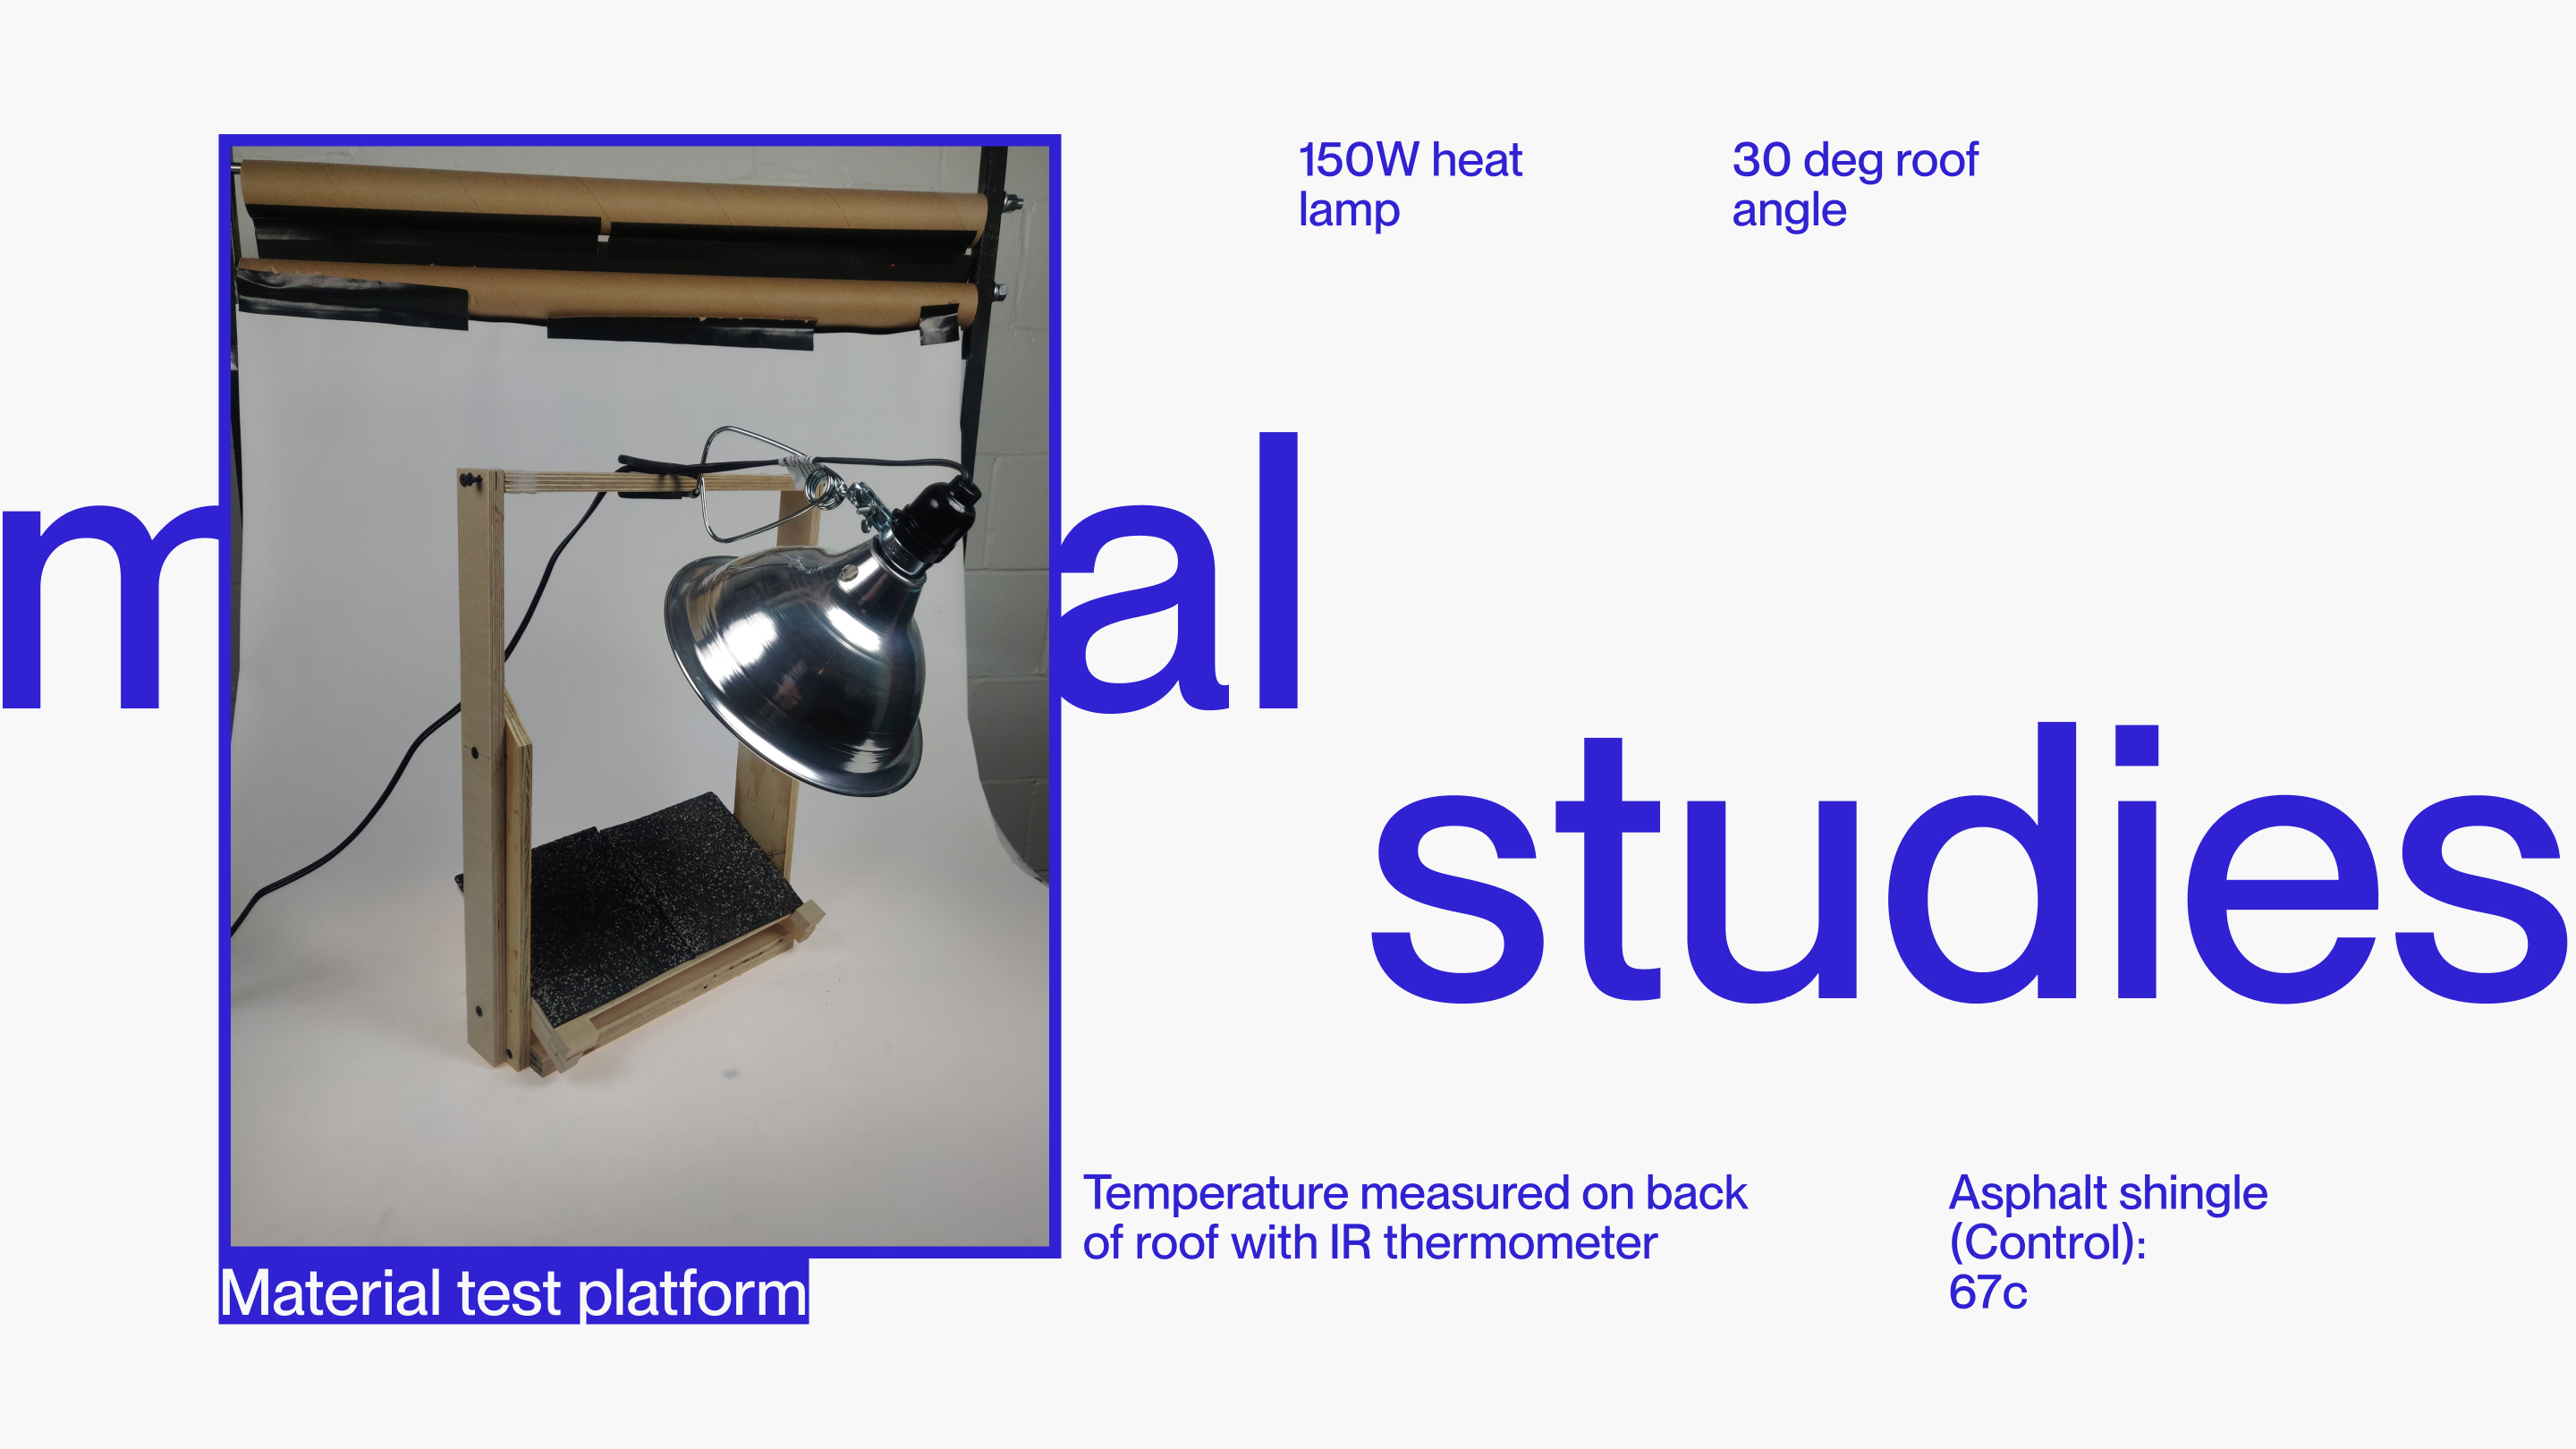 150W heat
lamp
30 deg roof
angle
m al
studies
Temperature measured on back
of roof with IR thermometer
Asphalt shingle
(Control):
67c
Material test platform